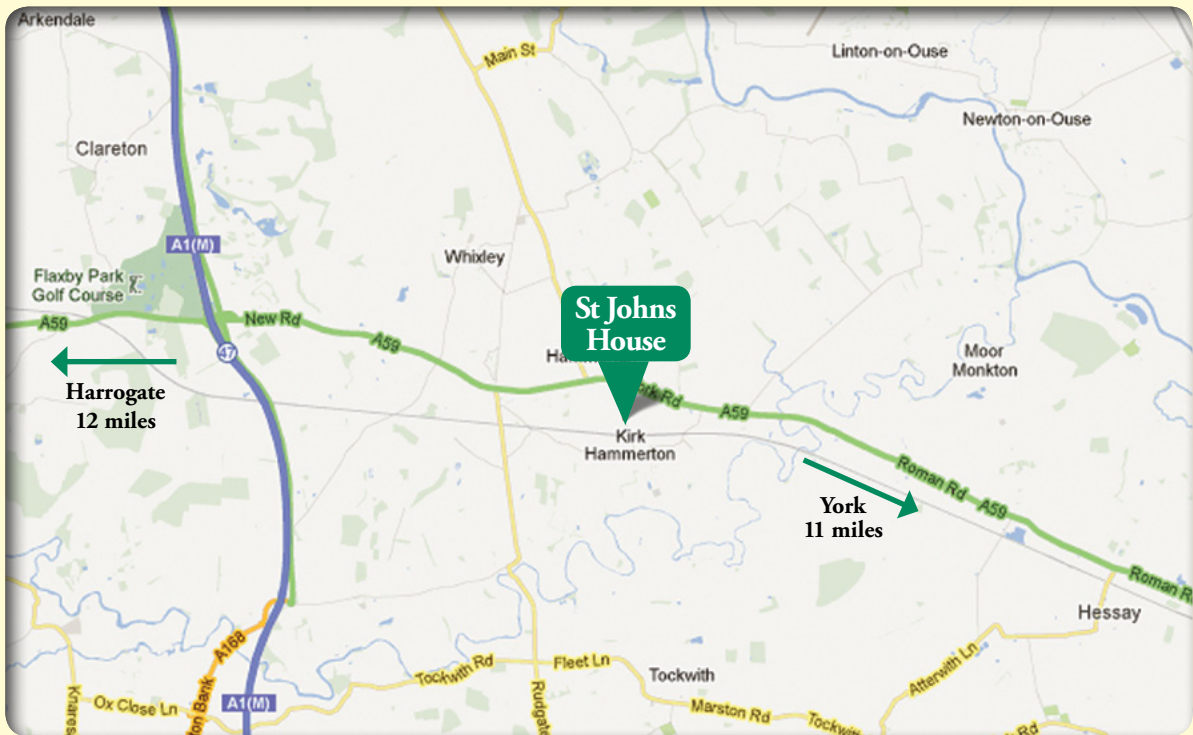 Arkendale
Main St
Linton-on-Ouse
Newton-on-Ouse
Clareton
A1(M)
Whixley
Flaxby Park
Golf Course
A59
New Rd
A59
47
St Johns
House
Harrogate
12 miles
Moor
Monkton
Rd
A59
Kirk
Hammerton
York
11 miles
Roman Rd
A59
Roman
Hessay
A168
Tockwith Rd
Fleet Ln
Tockwith
Atterwith Ln
A1(M)
Ox Close Ln
Marston Rd
Rd